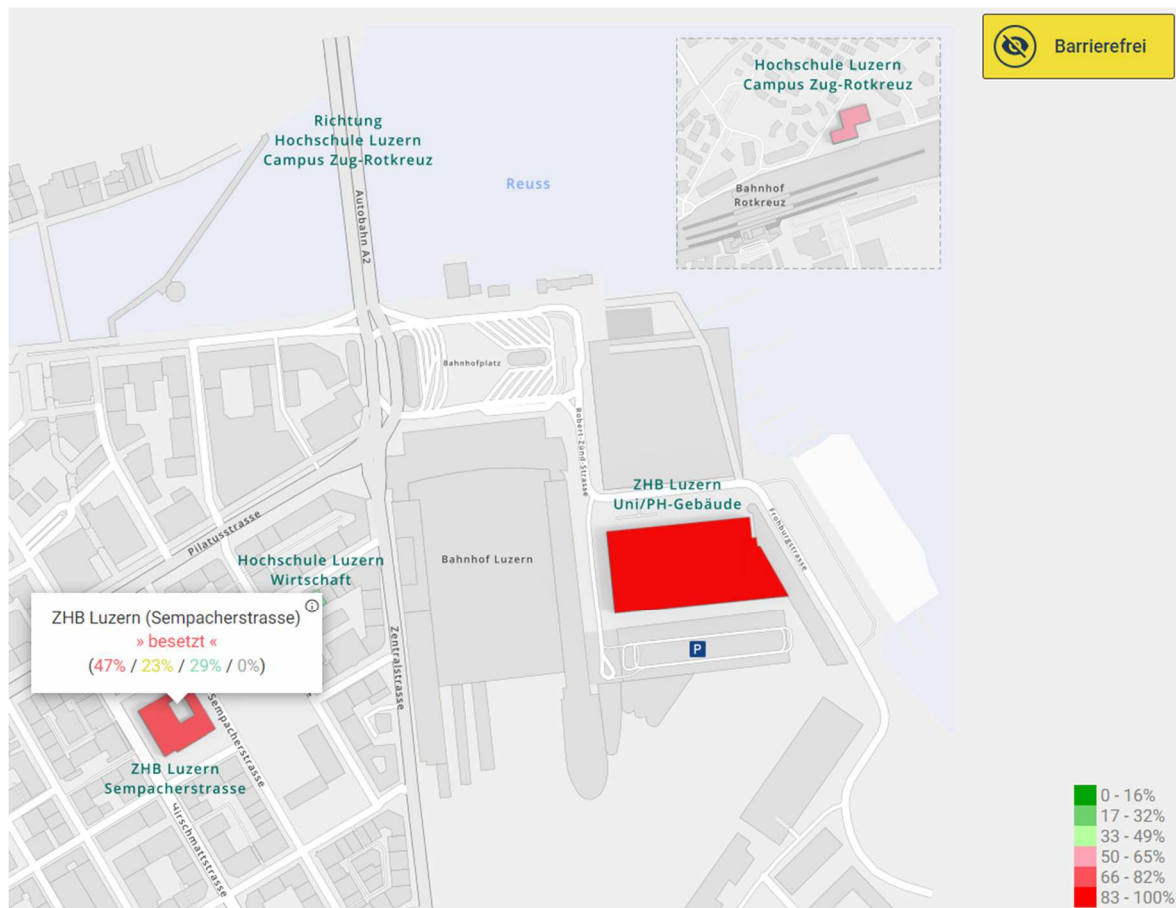 Barrierefrei
Hochschule Luzern
Campus Zug-Rotkreuz
Bahnhof
Rotkreuz
Richtung
Hochschule Luzern
Campus Zug-Rotkreuz
Reuss
Autobahn A2
Bahnhofplatz
Robert-Zünd-Strasse
ZHB Luzern
Uni/PH-Gebäude
Frohburgstrasse
Pilatusstrasse
Bahnhof Luzern
Hochschule Luzern
Wirtschaft
ZHB Luzern (Sempacherstrasse)
» besetzt «
(47% / 23% / 29% / 0%)
P
Zentralstrasse
Sempacherstrasse
ZHB Luzern
Sempacherstrasse
Hirschmattstrasse
0 - 16%
17 - 32%
33 - 49%
50 - 65%
66 - 82%
83 - 100%